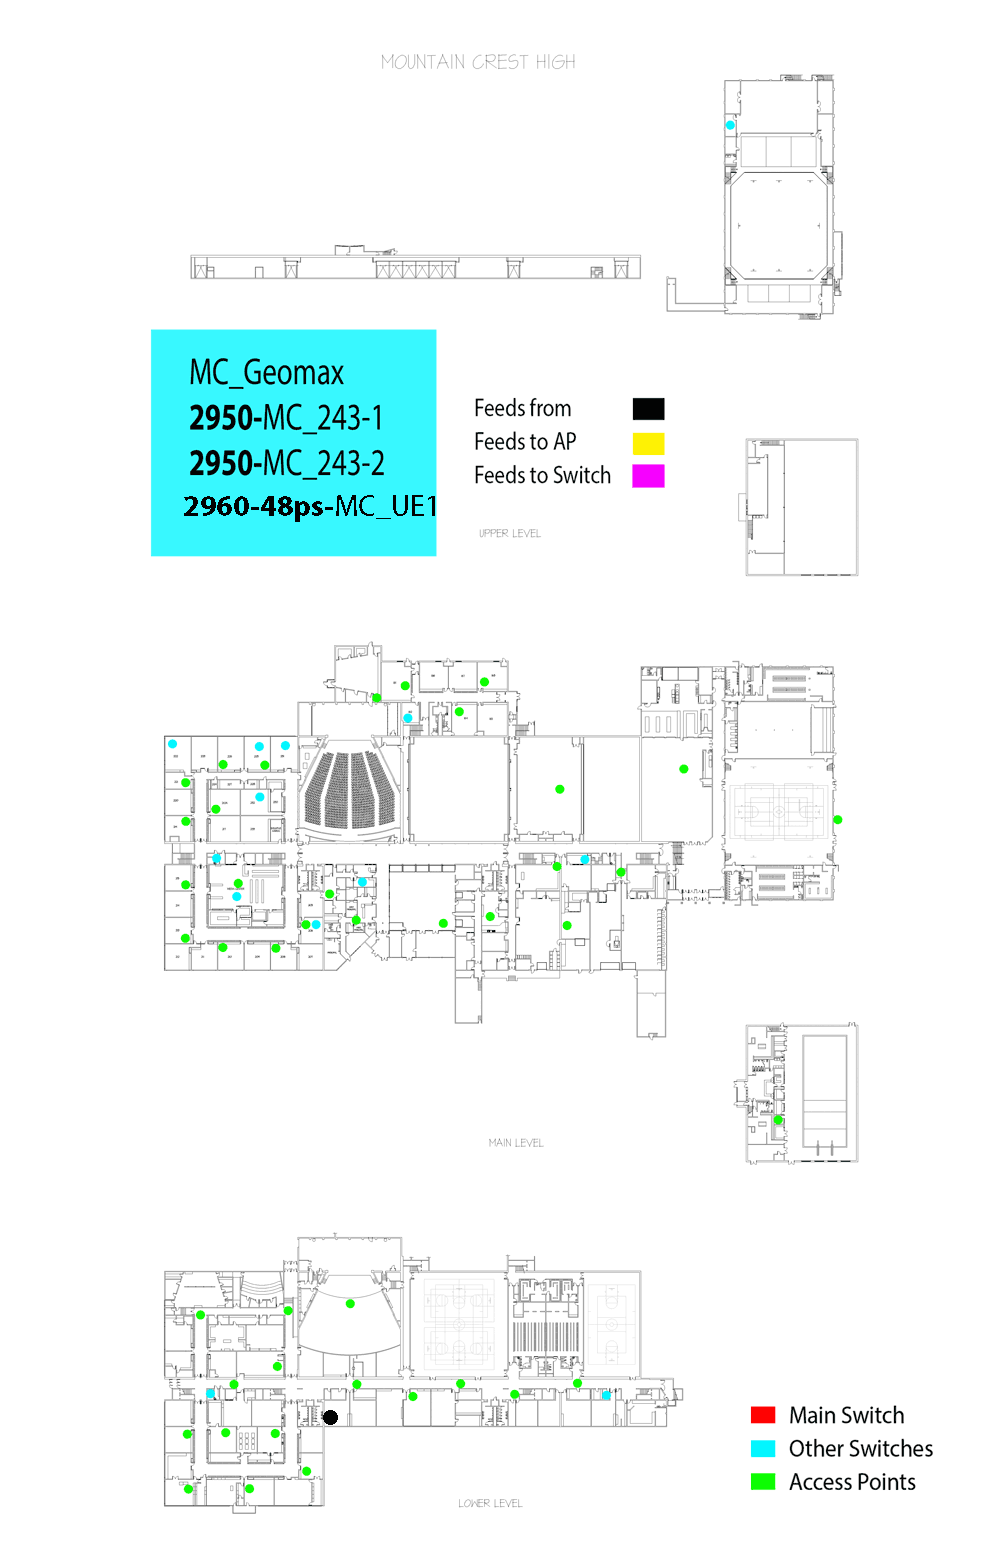 MOUNTAIN CREST HIGH
MC_Geomax
2950-MC_243-1
2950-MC_243-2
2960-48ps-MC_UE1
Feeds from
Feeds to AP
Feeds to Switch
UPPER LEVEL
MAIN LEVEL
Main Switch
Other Switches
Access Points
LOWER LEVEL